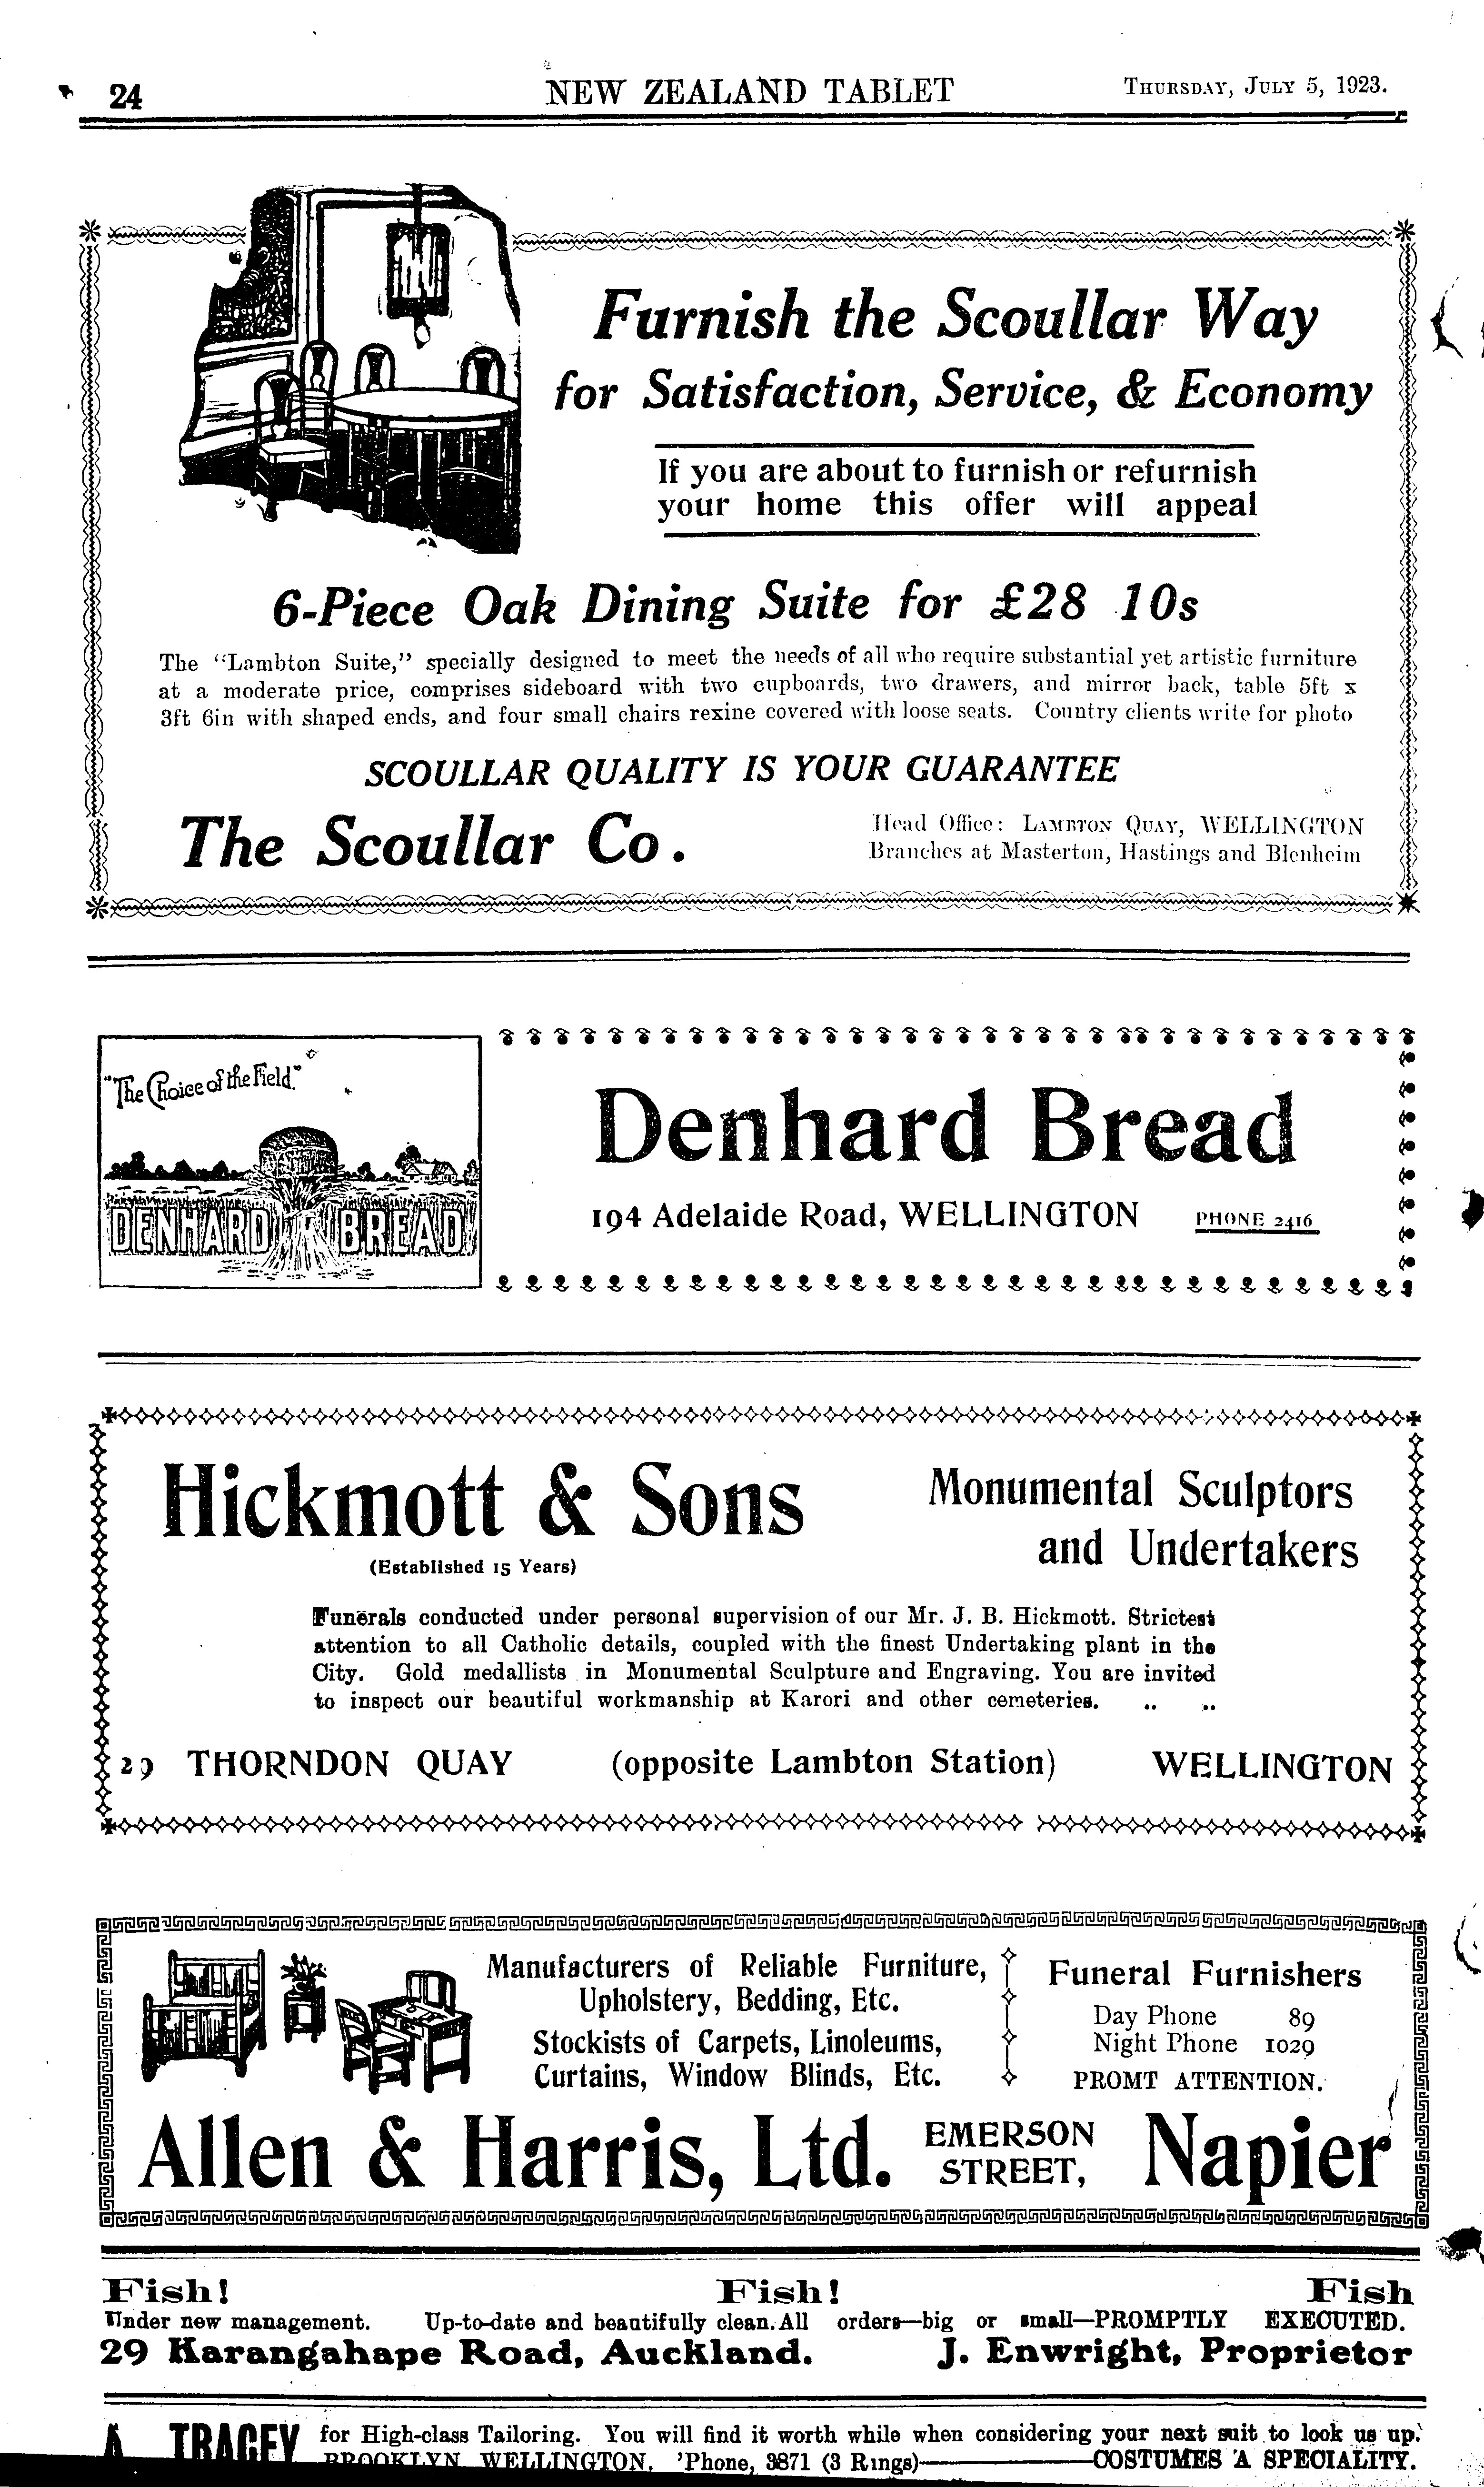 24
NEW ZEALAND TABLET
THURSDAY, JULY 5, 1923.
Furnish the Scoullar Way
for Satisfaction, Service, & Economy
If you are about to furnish or refurnish
your home this offer will appeal
6-Piece Oak Dining Suite for £28 10s
The "Lambton Suite," specially designed to meet the needs of all who require substantial yet artistic furniture
at a moderate price, comprises sideboard with two cupboards, two drawers, and mirror back, table 5ft x
3ft 6in with shaped ends, and four small chairs rexine covered with loose seats. Country clients write for photo
SCOULLAR QUALITY IS YOUR GUARANTEE
The Scoullar Co.
Head Office: LAMBTON QUAY, WELLINGTON
Branches at Masterton, Hastings and Blenheim
"The Choice of the Field."
DENHARD BREAD
Denhard Bread
194 Adelaide Road, WELLINGTON PHONE 2416
Hickmott & Sons
(Established 15 Years)
Monumental Sculptors
and Undertakers
Funerals conducted under personal supervision of our Mr. J. B. Hickmott. Strictest
attention to all Catholic details, coupled with the finest Undertaking plant in the
City. Gold medallists in Monumental Sculpture and Engraving. You are invited
to inspect our beautiful workmanship at Karori and other cemeteries. .. ..
29 THORNDON QUAY (opposite Lambton Station) WELLINGTON
Manufacturers of Reliable Furniture,
Upholstery, Bedding, Etc.
Stockists of Carpets, Linoleums,
Curtains, Window Blinds, Etc.
Funeral Furnishers
Day Phone 89
Night Phone 1029
PROMT ATTENTION.
Allen & Harris, Ltd. EMERSON STREET, Napier
Fish! Fish! Fish
Under new management. Up-to-date and beautifully clean. All orders—big or small—PROMPTLY EXECUTED.
29 Karangahape Road, Auckland. J. Enwright, Proprietor
A TRACEY for High-class Tailoring. You will find it worth while when considering your next suit to look us up.
BROOKLYN WELLINGTON. 'Phone, 3871 (3 Rings)—COSTUMES A SPECIALITY.